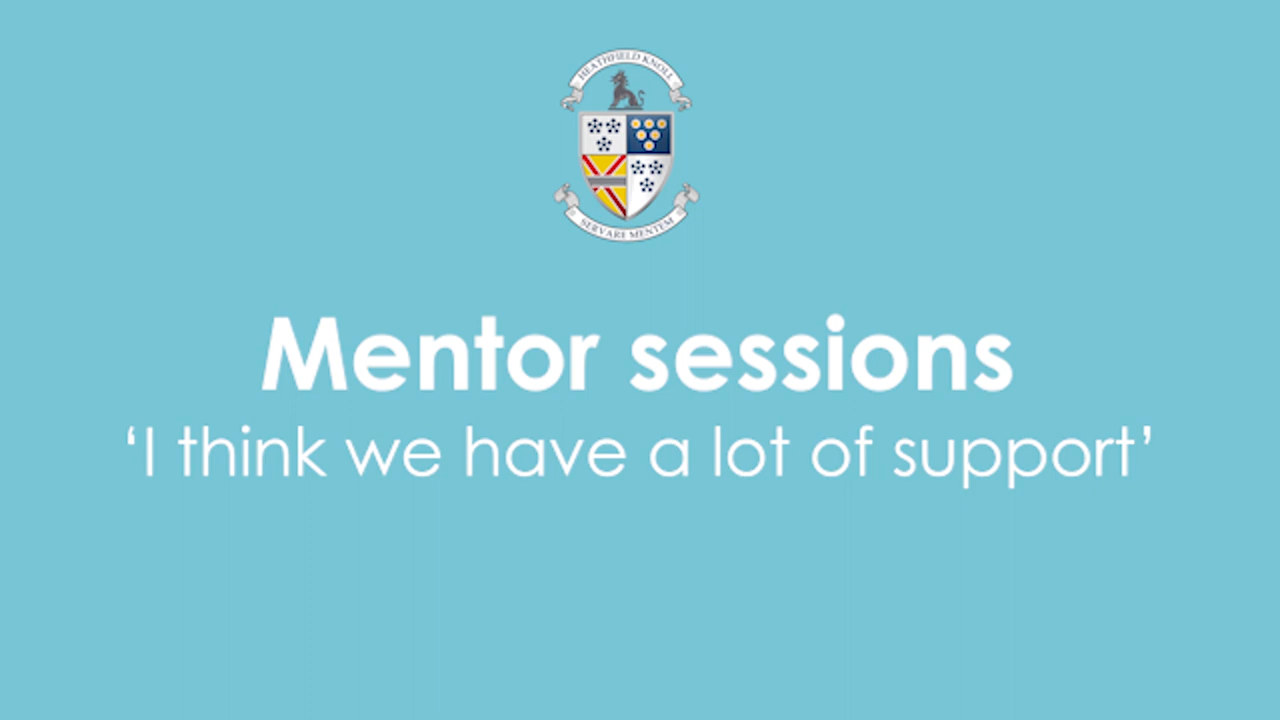 HEATHFIELD KNOLL
SERVARE MENTEM
Mentor sessions
‘I think we have a lot of support’